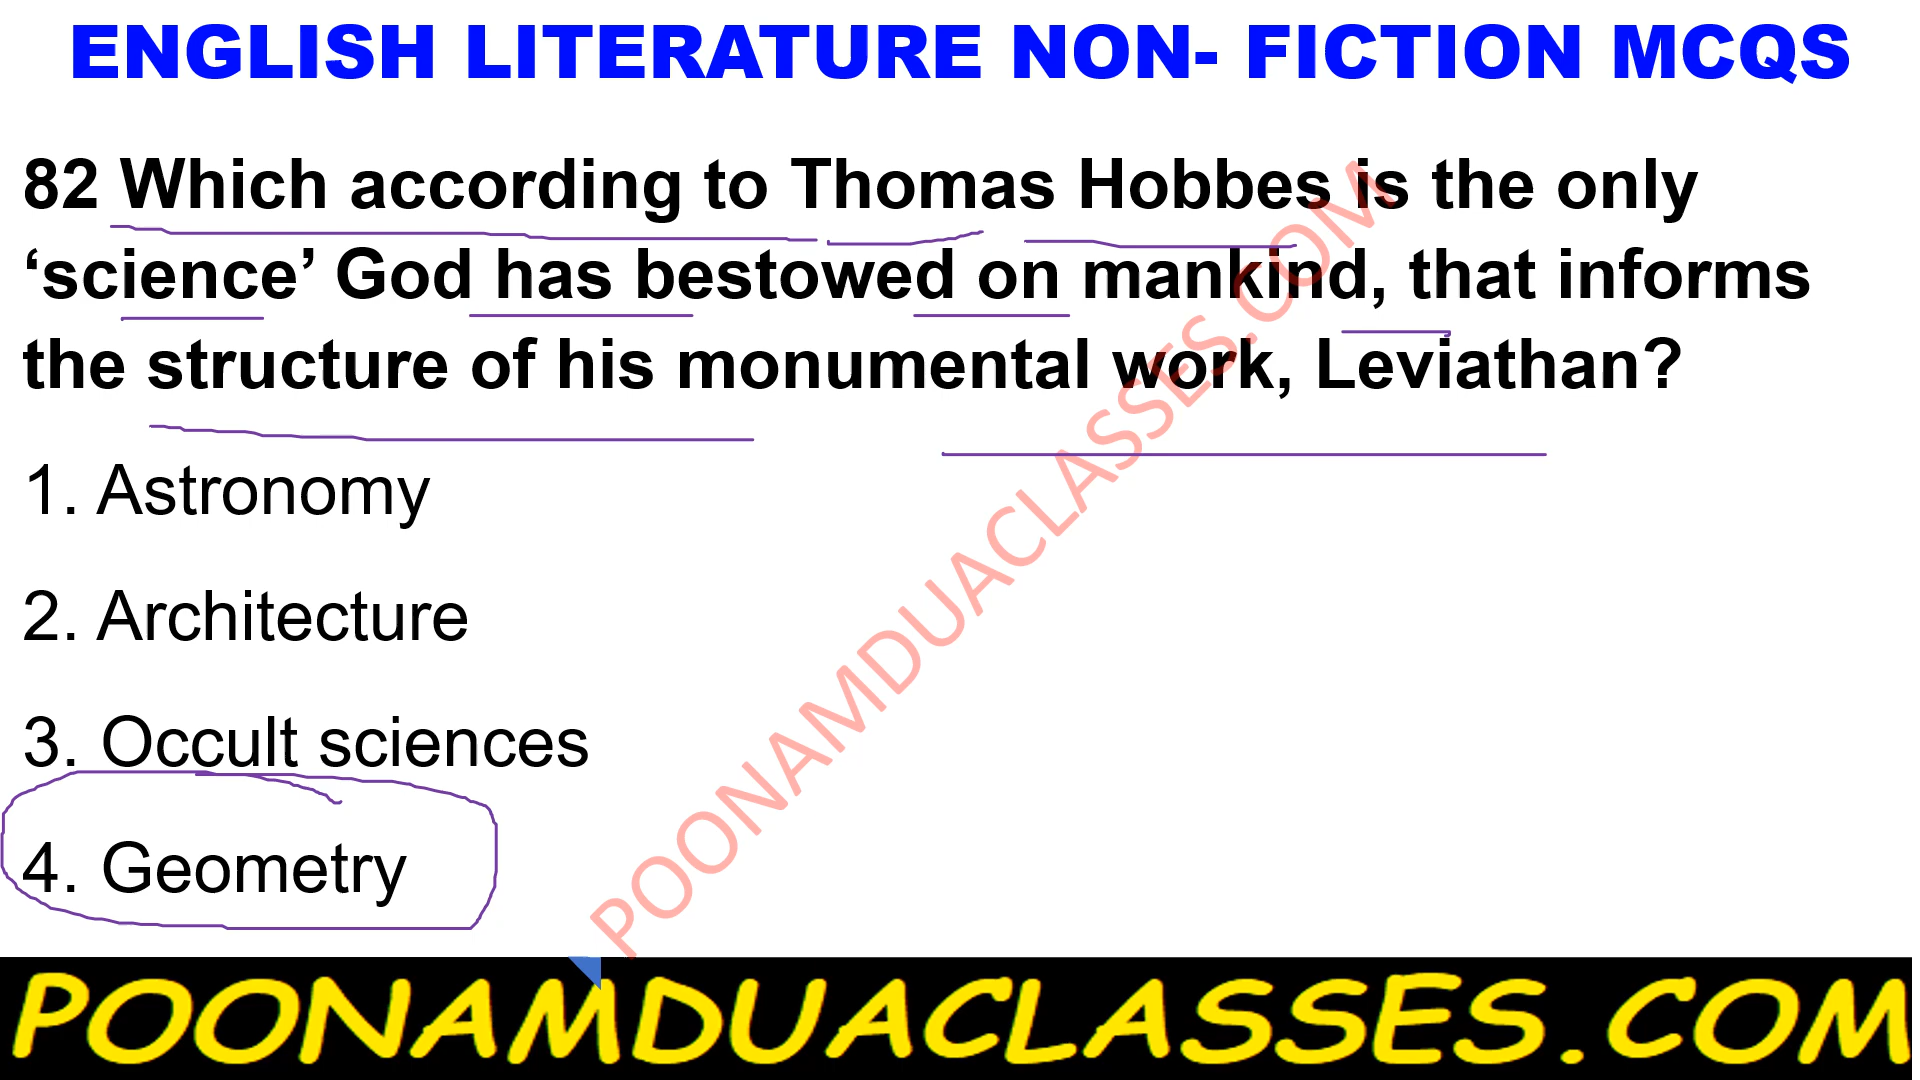 ENGLISH LITERATURE NON- FICTION MCQS
82 Which according to Thomas Hobbes is the only
‘science’ God has bestowed on mankind, that informs
the structure of his monumental work, Leviathan?
1. Astronomy
2. Architecture
3. Occult sciences
4. Geometry
POONAMDUACLASSES.COM
POONAMDUACLASSES.COM